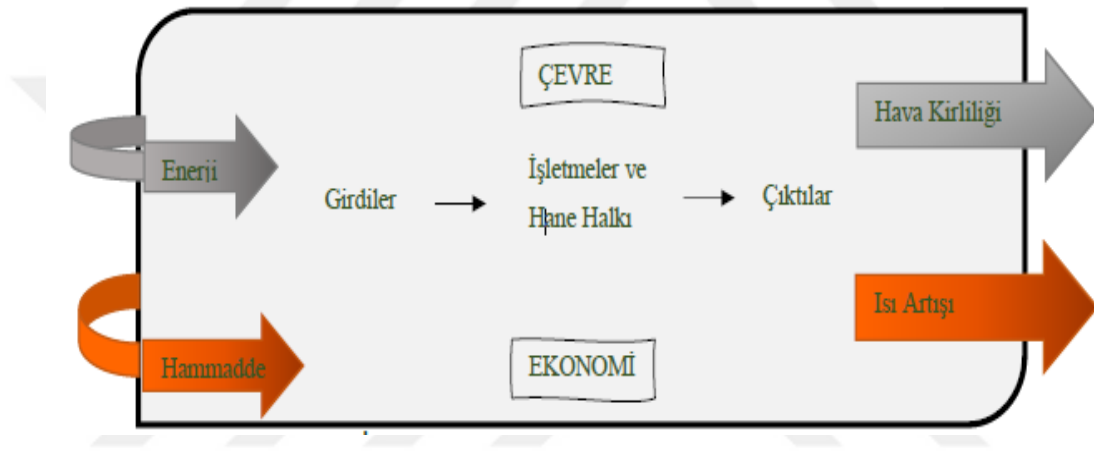 ÇEVRE
Hava Kirliliği
Enerji
İşletmeler ve
Girdiler
Çıktılar
Hane Halkı
Isı Artışı
Hammadde
EKONOMİ